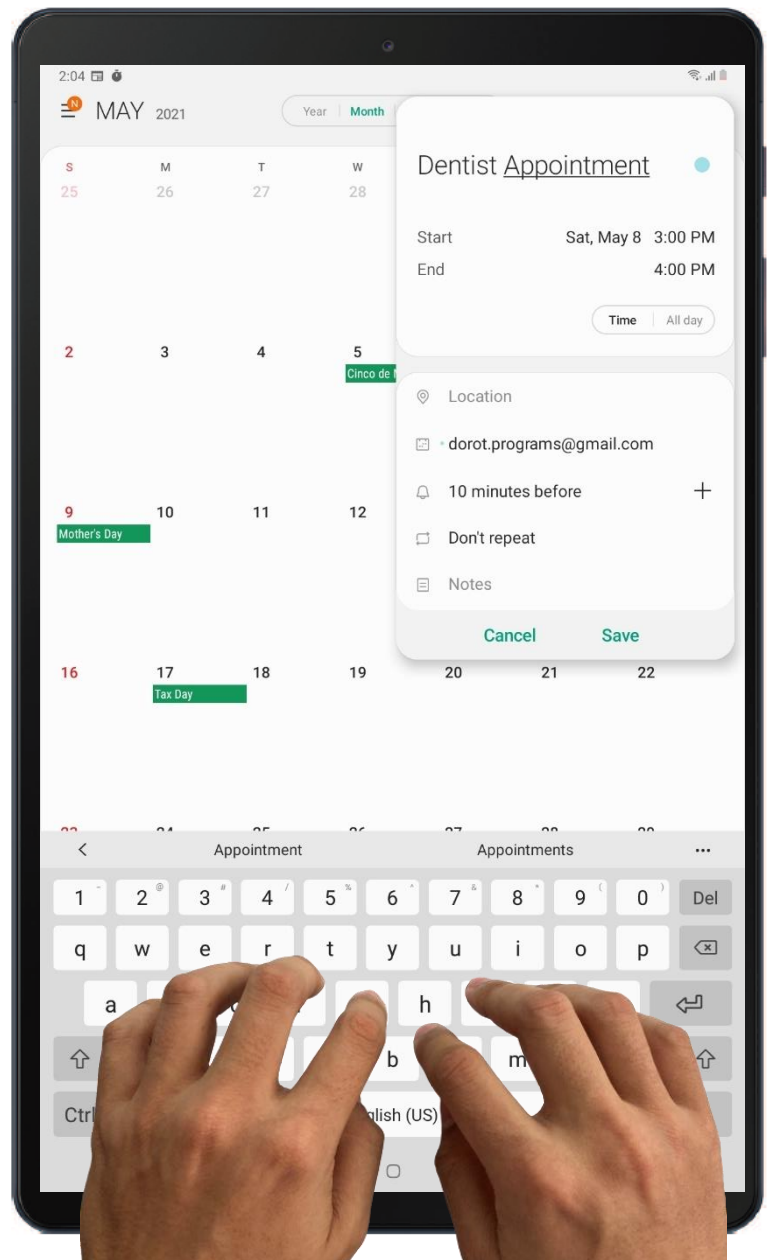 2:04
N
MAY 2021
Year Month
S M T W
25 26 27 28
Dentist Appointment
Start Sat, May 8 3:00 PM
End 4:00 PM
Time All day
2 3 4 5
Cinco de
Location
dorot.programs@gmail.com
10 minutes before
Don't repeat
Notes
Cancel Save
9 10 11 12
Mother's Day
16 17 18 19 20 21 22
Tax Day
Appointment Appointments
1 2 3 4 5 6 7 8 9 0 Del
q w e r t y u i o p
a h
b m
Ctrl (US)